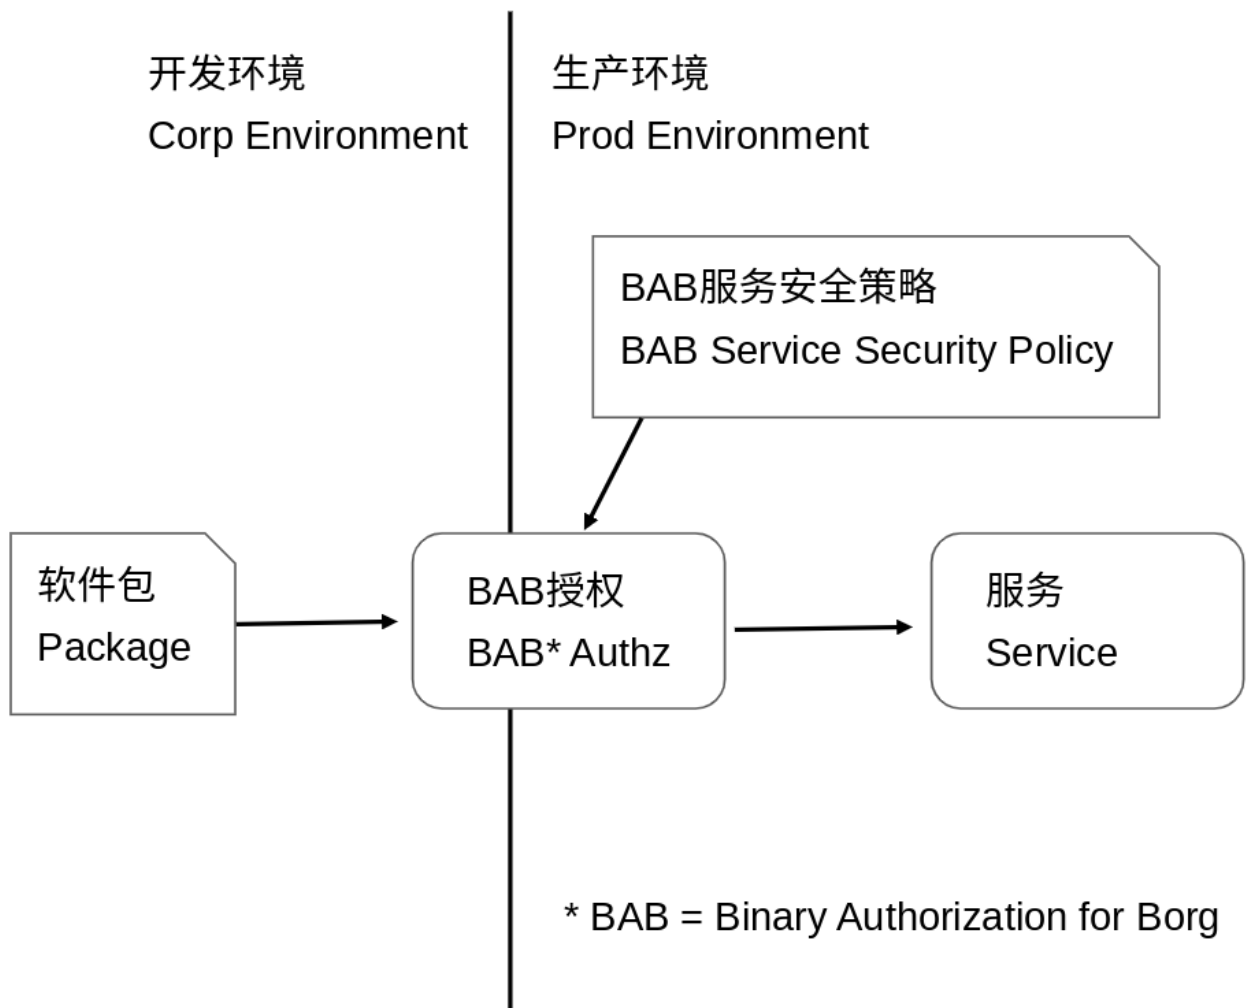 开发环境
Corp Environment
生产环境
Prod Environment
BAB服务安全策略
BAB Service Security Policy
软件包
Package
BAB授权
BAB* Authz
服务
Service
* BAB = Binary Authorization for Borg